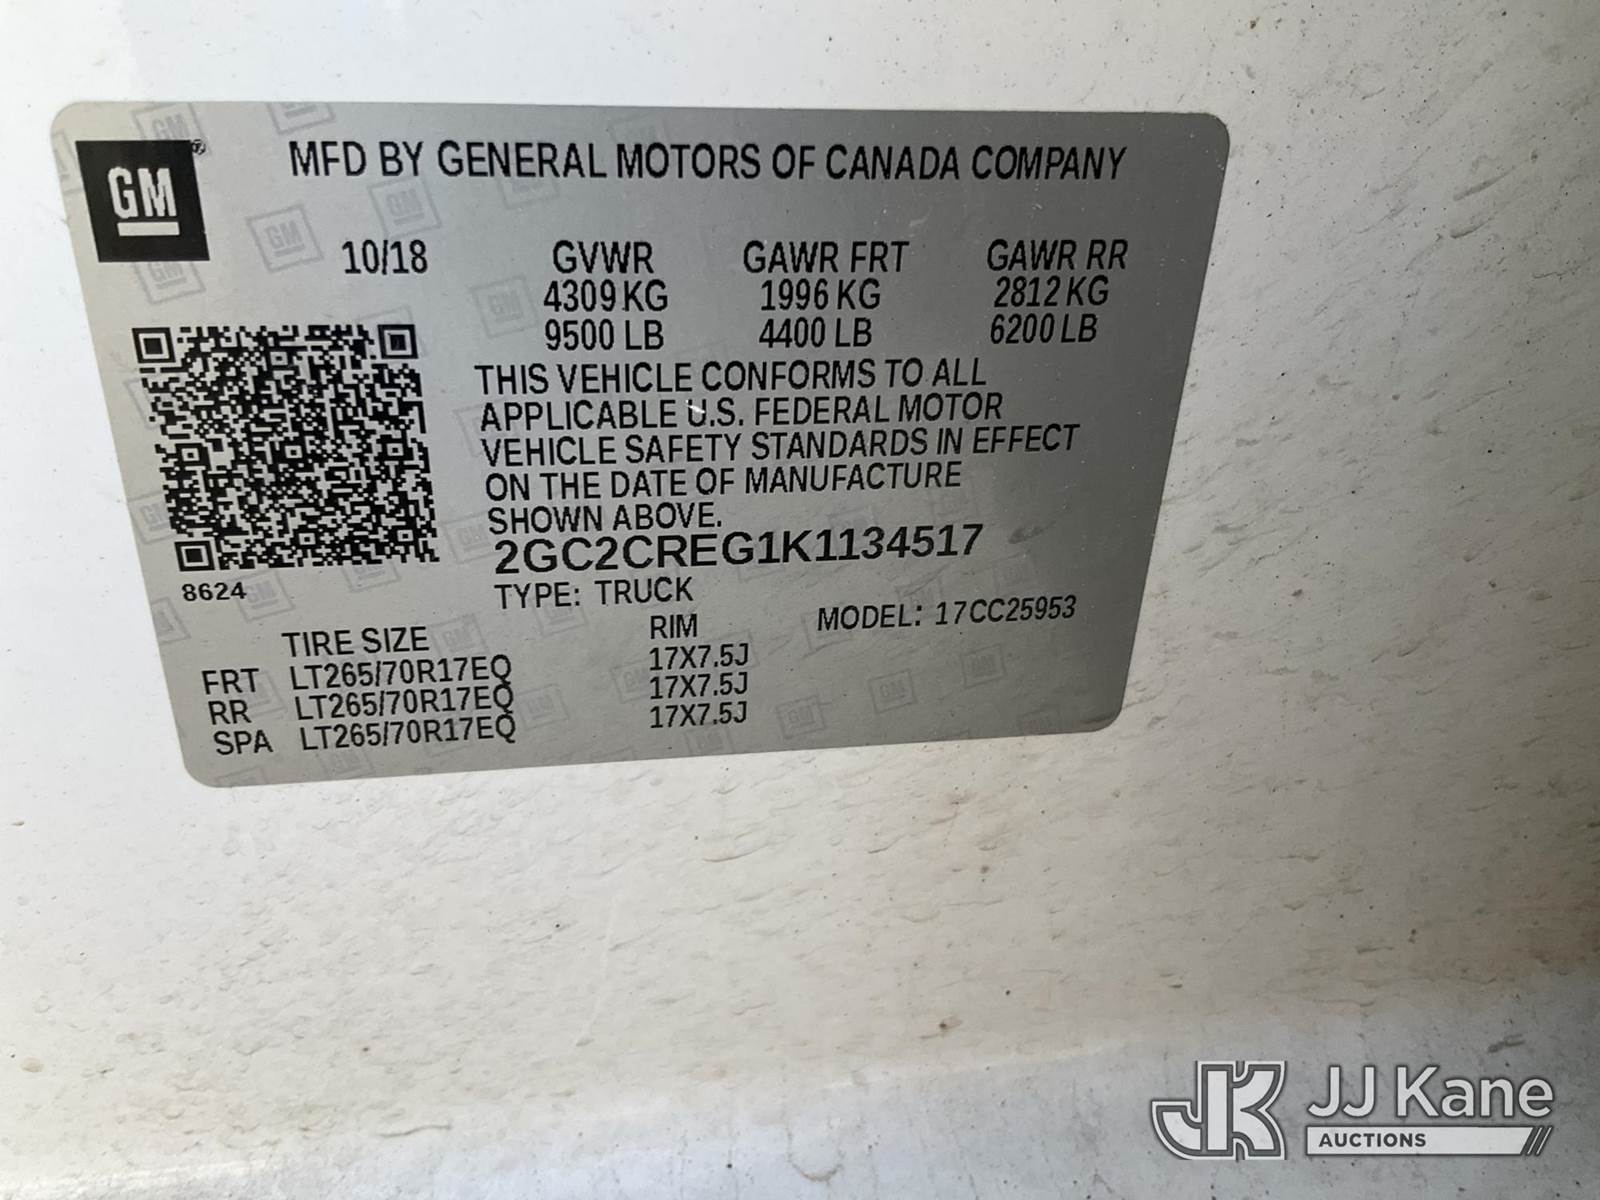 GM
MFD BY GENERAL MOTORS OF CANADA COMPANY
10/18 GVWR GAWR FRT GAWR RR
4309 KG 1996 KG 2812 KG
9500 LB 4400 LB 6200 LB
THIS VEHICLE CONFORMS TO ALL
APPLICABLE U.S. FEDERAL MOTOR
VEHICLE SAFETY STANDARDS IN EFFECT
ON THE DATE OF MANUFACTURE
SHOWN ABOVE.
2GC2CREG1K1134517
8624
TYPE: TRUCK
MODEL: 17CC25953
TIRE SIZE RIM
FRT LT265/70R17EQ 17X7.5J
RR LT265/70R17EQ 17X7.5J
SPA LT265/70R17EQ 17X7.5J
JK JJ Kane
AUCTIONS